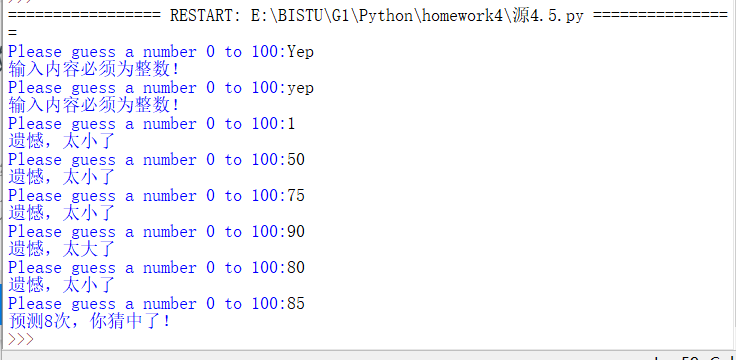 ================ RESTART: E:\BISTU\G1\Python\homework4\源4.5.py ===============
=
Please guess a number 0 to 100:Yep
输入内容必须为整数！
Please guess a number 0 to 100:yep
输入内容必须为整数！
Please guess a number 0 to 100:1
遗憾，太小了
Please guess a number 0 to 100:50
遗憾，太小了
Please guess a number 0 to 100:75
遗憾，太小了
Please guess a number 0 to 100:90
遗憾，太大了
Please guess a number 0 to 100:80
遗憾，太小了
Please guess a number 0 to 100:85
预测8次，你猜中了！
>>>